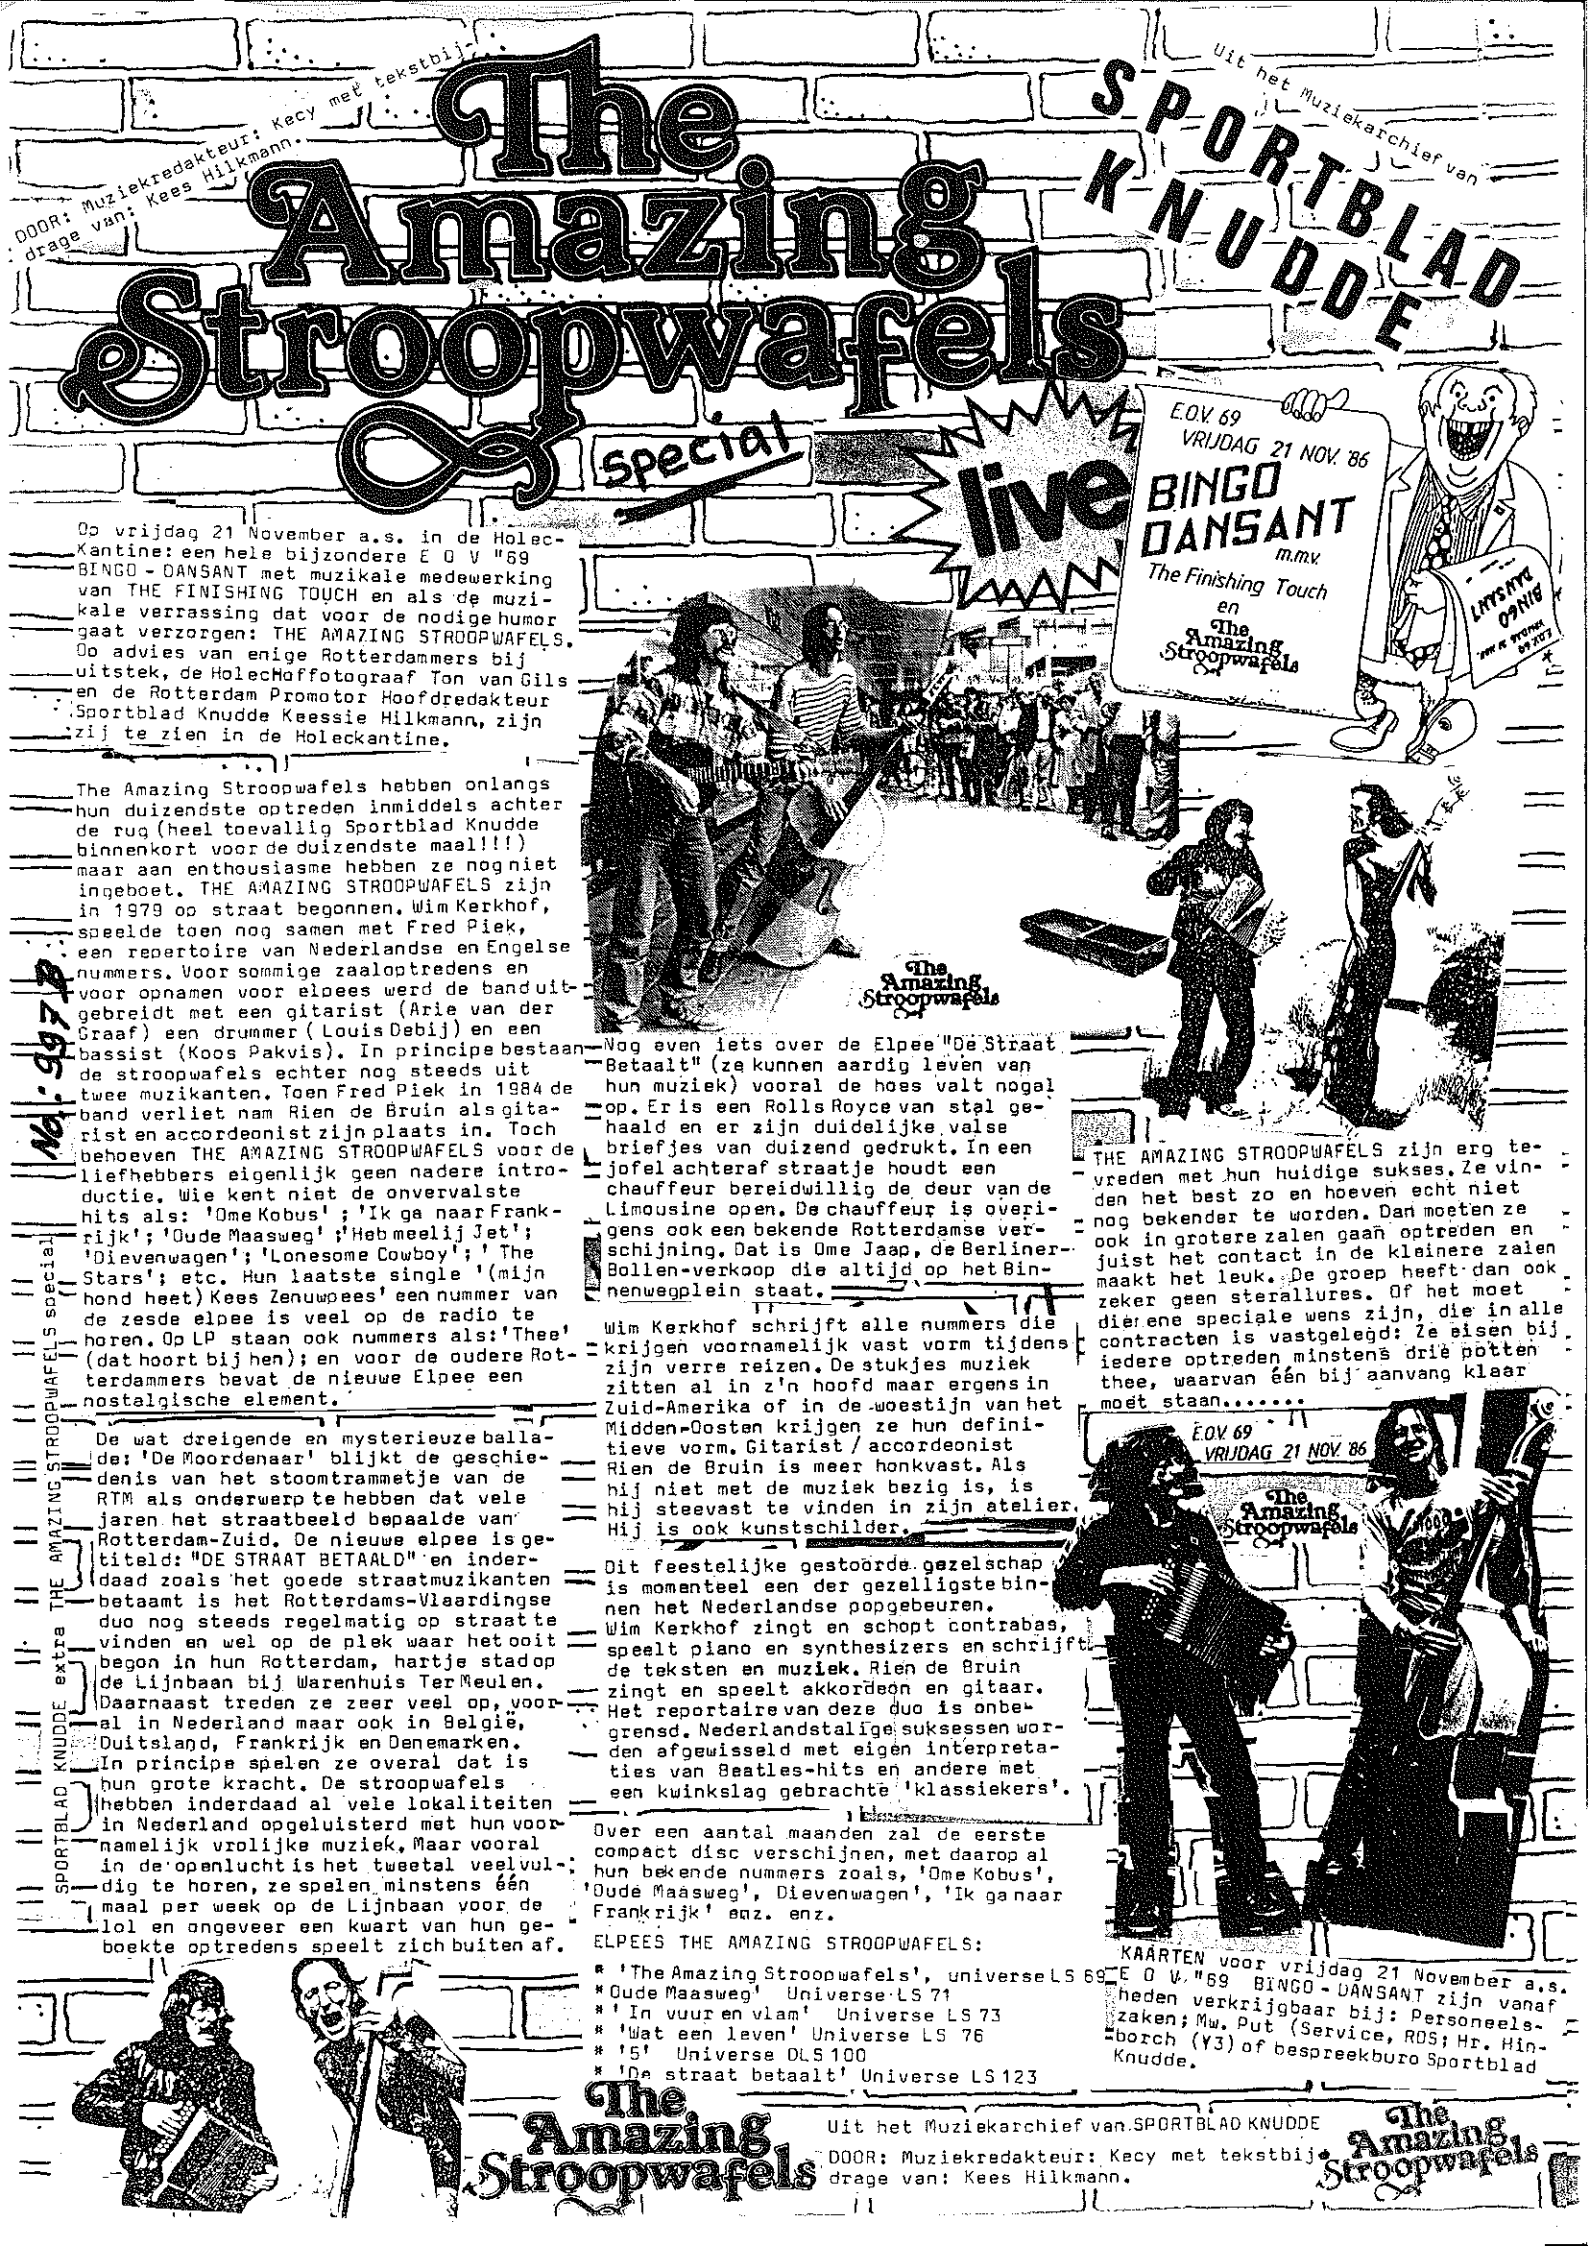 DOOR: Muziekredakteur: Kecy met tekstbij-
drage van: Kees Hilkmann.
The
Amazing
Stroopwafels
special
Uit het Muziekarchief van
SPORTBLAD
KNUDDE
live
E.O.V. 69
VRIJDAG 21 NOV. '86
BINGO
DANSANT
m.m.v.
The Finishing Touch
en
The
Amazing
Stroopwafels
E.O.V. 69
BINGO
DANSANT
Op vrijdag 21 November a.s. in de Holec-
Kantine: een hele bijzondere E O V "69
BINGO - DANSANT met muzikale medewerking
van THE FINISHING TOUCH en als de muzi-
kale verrassing dat voor de nodige humor
gaat verzorgen: THE AMAZING STROOPWAFELS.
Op advies van enige Rotterdammers bij
uitstek, de HolecHoffotograaf Ton van Gils
en de Rotterdam Promotor Hoofdredakteur
Sportblad Knudde Keessie Hilkmann, zijn
zij te zien in de Holeckantine.
The Amazing Stroopwafels hebben onlangs
hun duizendste optreden inmiddels achter
de rug (heel toevallig Sportblad Knudde
binnenkort voor de duizendste maal!!!)
maar aan enthousiasme hebben ze nog niet
ingeboet. THE AMAZING STROOPWAFELS zijn
in 1979 op straat begonnen. Wim Kerkhof,
speelde toen nog samen met Fred Piek,
een repertoire van Nederlandse en Engelse
nummers. Voor sommige zaaloptredens en
voor opnamen voor elpees werd de band uit-
gebreidt met een gitarist (Arie van der
Graaf) een drummer (Louis Debij) en een
bassist (Koos Pakvis). In principe bestaan
de stroopwafels echter nog steeds uit
twee muzikanten. Toen Fred Piek in 1984 de
band verliet nam Rien de Bruin als gita-
rist en accordeonist zijn plaats in. Toch
behoeven THE AMAZING STROOPWAFELS voor de
liefhebbers eigenlijk geen nadere intro-
ductie. Wie kent niet de onvervalste
hits als: 'Ome Kobus' ; 'Ik ga naar Frank-
rijk'; 'Oude Maasweg' ;'Heb meelij Jet';
'Dievenwagen'; 'Lonesome Cowboy'; ' The
Stars'; etc. Hun laatste single '(mijn
hond heet) Kees Zenuwpees' een nummer van
de zesde elpee is veel op de radio te
horen. Op LP staan ook nummers als:'Thee'
(dat hoort bij hen); en voor de oudere Rot-
terdammers bevat de nieuwe Elpee een
nostalgische element.
De wat dreigende en mysterieuze balla-
de: 'De Moordenaar' blijkt de geschie-
denis van het stoomtrammetje van de
RTM als onderwerp te hebben dat vele
jaren het straatbeeld bepaalde van
Rotterdam-Zuid. De nieuwe elpee is ge-
titeld: "DE STRAAT BETAALD" en inder-
daad zoals het goede straatmuzikanten
betaamt is het Rotterdams-Vlaardingse
duo nog steeds regelmatig op straat te
vinden en wel op de plek waar het ooit
begon in hun Rotterdam, hartje stad op
de Lijnbaan bij Warenhuis Ter Meulen.
Daarnaast treden ze zeer veel op, voor-
al in Nederland maar ook in België,
Duitsland, Frankrijk en Denemarken.
In principe spelen ze overal dat is
hun grote kracht. De stroopwafels
hebben inderdaad al vele lokaliteiten
in Nederland opgeluisterd met hun voor-
namelijk vrolijke muziek. Maar vooral
in de openlucht is het tweetal veelvul-
dig te horen, ze spelen minstens één
maal per week op de Lijnbaan voor de
lol en ongeveer een kwart van hun ge-
boekte optredens speelt zich buiten af.
No.: 997B
SPORTBLAD KNUDDE extra THE AMAZING STROOPWAFELS special
The
Amazing
Stroopwafels
Nog even iets over de Elpee "De Straat
Betaalt" (ze kunnen aardig leven van
hun muziek) vooral de hoes valt nogal
op. Er is een Rolls Royce van stal ge-
haald en er zijn duidelijke valse
briefjes van duizend gedrukt. In een
jofel achteraf straatje houdt een
chauffeur bereidwillig de deur van de
Limousine open. De chauffeur is overi-
gens ook een bekende Rotterdamse ver-
schijning. Dat is Ome Jaap, de Berliner-
Bollen-verkoop die altijd op het Bin-
nenwegplein staat.
Wim Kerkhof schrijft alle nummers die
krijgen voornamelijk vast vorm tijdens
zijn verre reizen. De stukjes muziek
zitten al in z'n hoofd maar ergens in
Zuid-Amerika of in de woestijn van het
Midden-Oosten krijgen ze hun defini-
tieve vorm. Gitarist / accordeonist
Rien de Bruin is meer honkvast. Als
hij niet met de muziek bezig is, is
hij steevast te vinden in zijn atelier.
Hij is ook kunstschilder.
Dit feestelijke gestoorde gezelschap
is momenteel een der gezelligste bin-
nen het Nederlandse popgebeuren.
Wim Kerkhof zingt en schopt contrabas,
speelt piano en synthesizers en schrijft
de teksten en muziek. Rien de Bruin
zingt en speelt akkordeon en gitaar.
Het reportaire van deze duo is onbe-
grensd. Nederlandstalige suksessen wor-
den afgewisseld met eigen interpreta-
ties van Beatles-hits en andere met
een kwinkslag gebrachte 'klassiekers'.
Over een aantal maanden zal de eerste
compact disc verschijnen, met daarop al
hun bekende nummers zoals, 'Ome Kobus',
'Oude Maasweg', Dievenwagen', 'Ik ga naar
Frankrijk' enz. enz.
ELPEES THE AMAZING STROOPWAFELS:
* 'The Amazing Stroopwafels', universe LS 69
* Oude Maasweg' Universe LS 71
* ' In vuur en vlam' Universe LS 73
* 'Wat een leven' Universe LS 76
* '5' Universe DLS 100
* 'De straat betaalt' Universe LS 123
THE AMAZING STROOPWAFELS zijn erg te-
vreden met hun huidige sukses. Ze vin-
den het best zo en hoeven echt niet
nog bekender te worden. Dan moeten ze
ook in grotere zalen gaan optreden en
juist het contact in de kleinere zalen
maakt het leuk. De groep heeft dan ook
zeker geen sterallures. Of het moet
die ene speciale wens zijn, die in alle
contracten is vastgelegd: Ze eisen bij
iedere optreden minstens drie potten
thee, waarvan één bij aanvang klaar
moet staan.......
E.O.V. 69
VRIJDAG 21 NOV. '86
The
Amazing
Stroopwafels
KAARTEN voor vrijdag 21 November a.s.
E O V "69 BINGO - DANSANT zijn vanaf
heden verkrijgbaar bij: Personeels-
zaken; Mw. Put (Service, RDS; Hr. Hin-
borch (Y3) of bespreekburo Sportblad
Knudde.
The
Amazing
Stroopwafels
Uit het Muziekarchief van SPORTBLAD KNUDDE
DOOR: Muziekredakteur: Kecy met tekstbij-
drage van: Kees Hilkmann.
The
Amazing
Stroopwafels